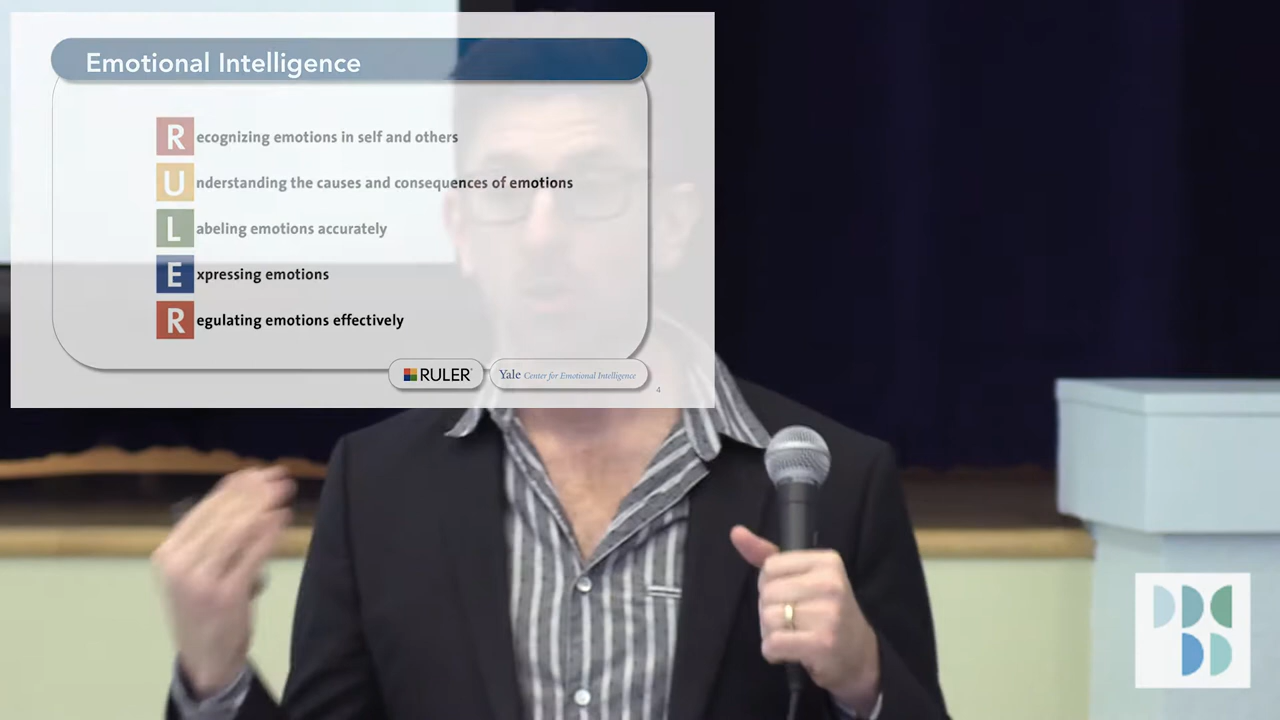 Emotional Intelligence
Recognizing emotions in self and others
Understanding the causes and consequences of emotions
Labeling emotions accurately
Expressing emotions
Regulating emotions effectively
RULER
Yale Center for Emotional Intelligence
4